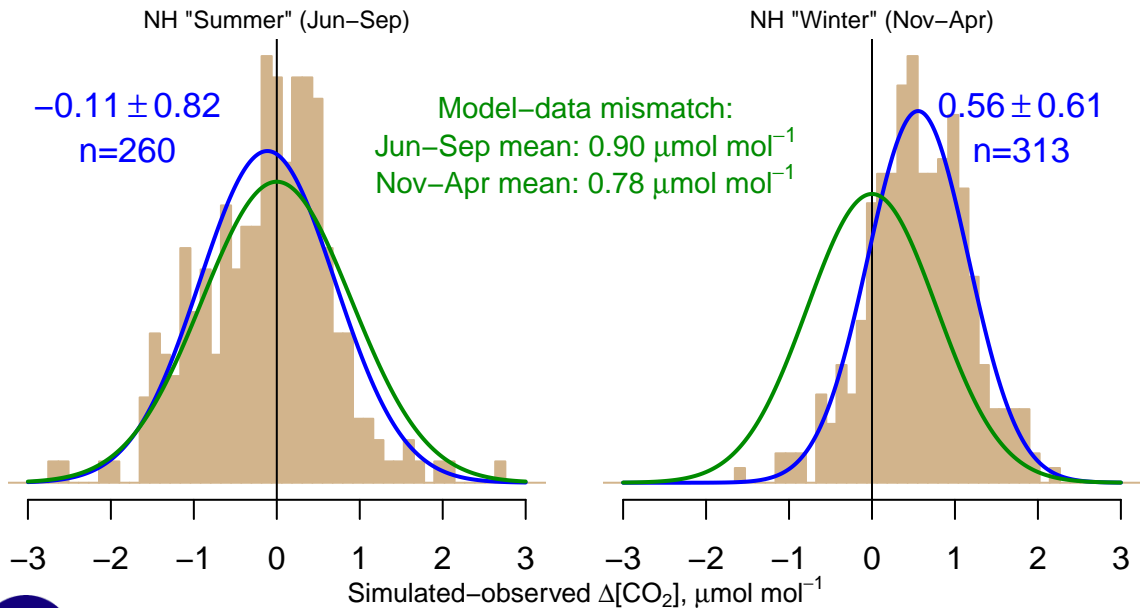 NH "Summer" (Jun−Sep)
−0.11 ± 0.82
n=260
Model−data mismatch:
Jun−Sep mean: 0.90 μmol mol⁻¹
Nov−Apr mean: 0.78 μmol mol⁻¹
NH "Winter" (Nov−Apr)
0.56 ± 0.61
n=313
−3 −2 −1 0 1 2 3
−3 −2 −1 0 1 2 3
Simulated−observed Δ[CO₂], μmol mol⁻¹